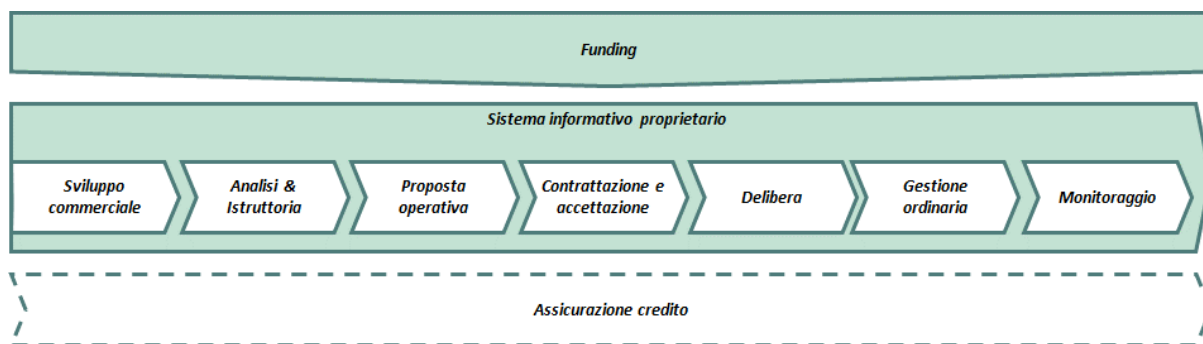 Funding
Sistema informativo proprietario
Sviluppo
commerciale
Analisi &
Istruttoria
Proposta
operativa
Contrattazione e
accettazione
Delibera
Gestione
ordinaria
Monitoraggio
Assicurazione credito